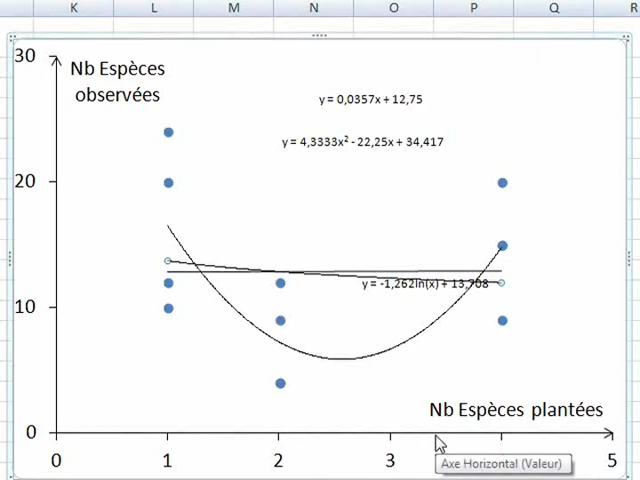 K L M N O P Q R
30
Nb Espèces
observées
y = 0,0357x + 12,75
y = 4,3333x² - 22,25x + 34,417
20
y = -1,262ln(x) + 13,708
10
Nb Espèces plantées
0
0 1 2 3 5
Axe Horizontal (Valeur)